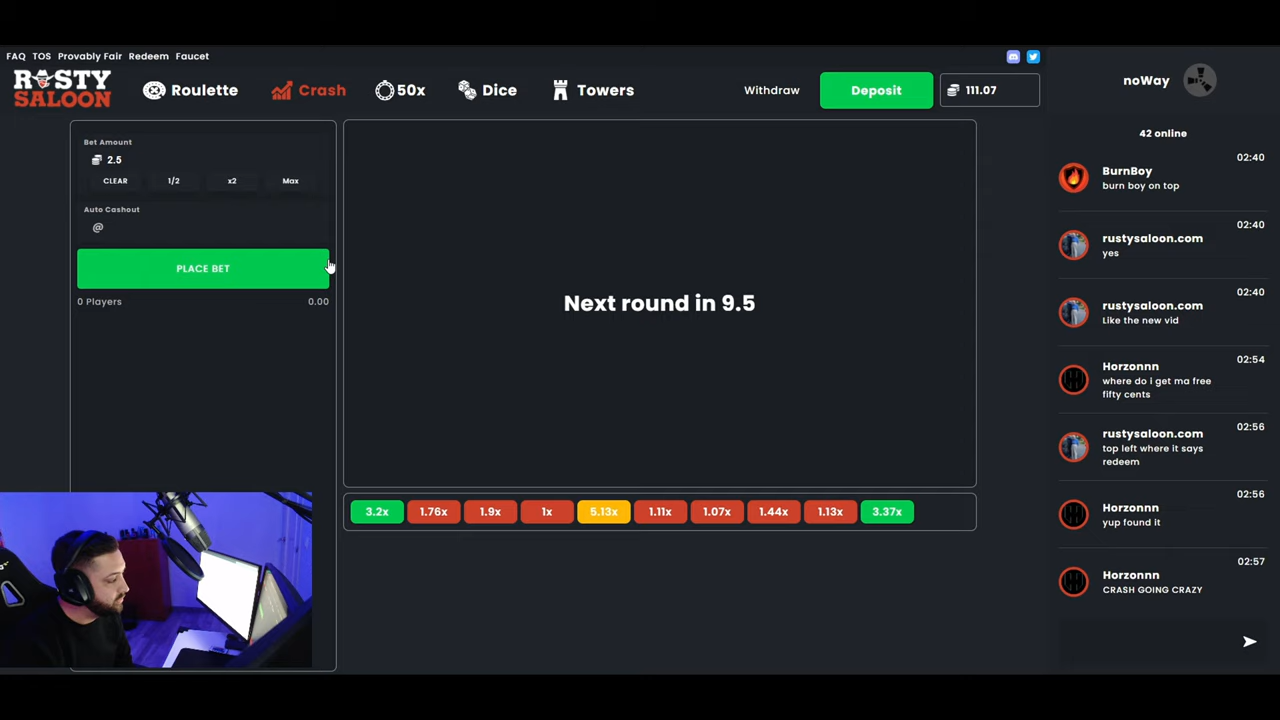 FAQ TOS Provably Fair Redeem Faucet
RUSTY
SALOON
Roulette
Crash
50x
Dice
Towers
Withdraw
Deposit
111.07
noWay
42 online
Bet Amount
2.5
CLEAR 1/2 x2 Max
Auto Cashout
@
PLACE BET
0 Players 0.00
Next round in 9.5
3.2x 1.76x 1.9x 1x 5.13x 1.11x 1.07x 1.44x 1.13x 3.37x
02:40
BurnBoy
burn boy on top
02:40
rustysaloon.com
yes
02:40
rustysaloon.com
Like the new vid
02:54
Horzonnn
where do i get ma free
fifty cents
02:56
rustysaloon.com
top left where it says
redeem
02:56
Horzonnn
yup found it
02:57
Horzonnn
CRASH GOING CRAZY